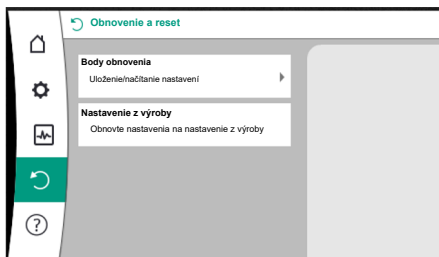 Obnovenie a reset
Body obnovenia
Uloženie/načítanie nastavení
Nastavenie z výroby
Obnovte nastavenia na nastavenie z výroby